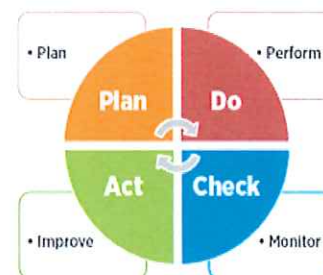 • Plan
• Perform
Plan
Do
Act
Check
• Improve
• Monitor